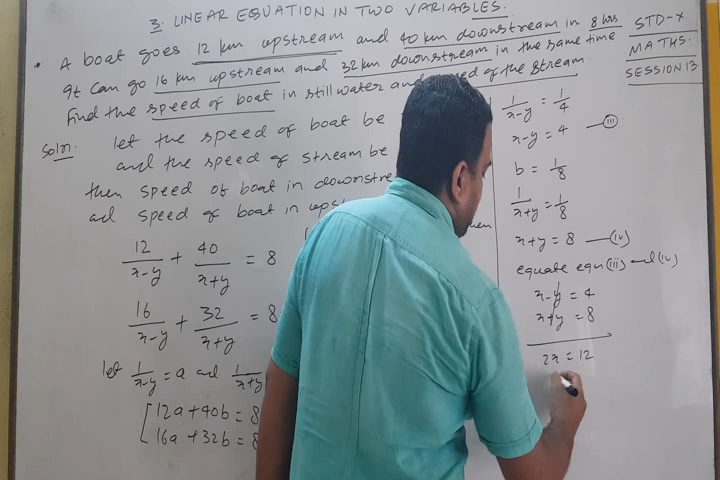 3. LINEAR EQUATION IN TWO VARIABLES.
A boat goes 12 km upstream and 40 km downstream in 8 hrs
It can go 16 km upstream and 32 km downstream in the same time
Find the speed of boat in still water and speed of the stream.
STD-X
MATHS.
SESSION 13
Soln. let the speed of boat be
and the speed of stream be
then speed of boat in downstre
ad speed of boat in
12/(x-y) + 40/(x+y) = 8
16/(x-y) + 32/(x+y) = 8
let 1/(x-y) = a and 1/(x+y)
12a + 40b = 8
16a + 32b = 8
1/(x-y) = 1/4
x-y = 4 —(iii)
b = 1/8
1/(x+y) = 1/8
x+y = 8 —(iv)
equate eqn(iii) and (iv)
x-y = 4
x+y = 8
2x = 12